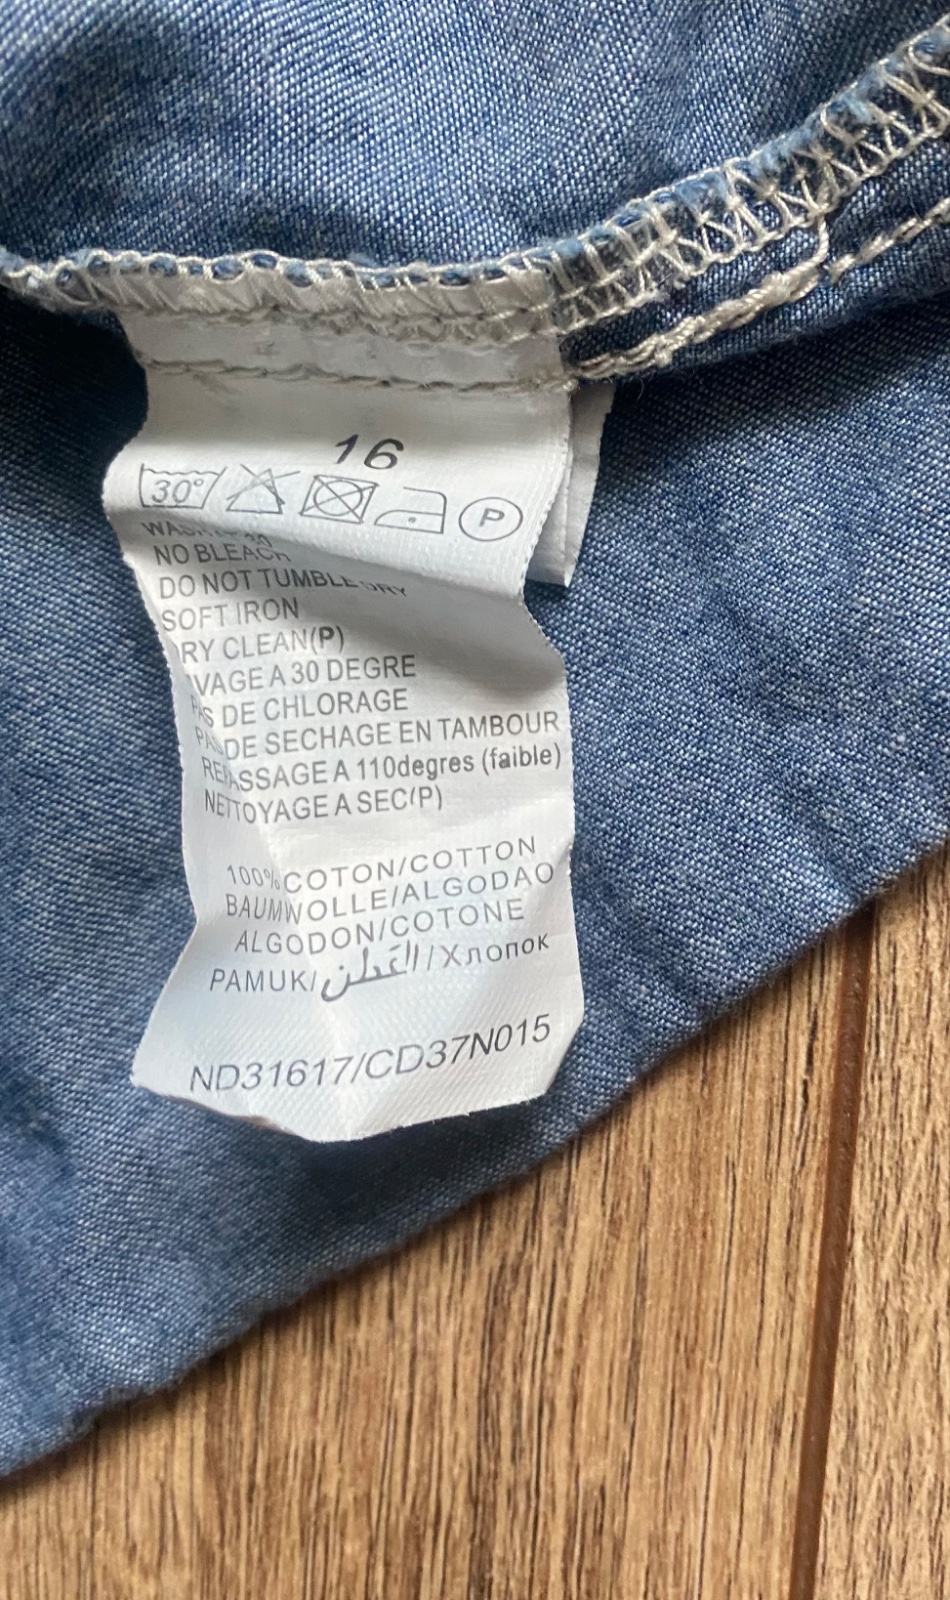 16
30°
P
WASH 30
NO BLEACH
DO NOT TUMBLE DRY
SOFT IRON
DRY CLEAN(P)
LAVAGE A 30 DEGRE
PAS DE CHLORAGE
PAS DE SECHAGE EN TAMBOUR
REPASSAGE A 110degres (faible)
NETTOYAGE A SEC(P)
100% COTON/COTTON
BAUMWOLLE/ALGODAO
ALGODON/COTONE
PAMUK/القطن/Хлопок
ND31617/CD37N015